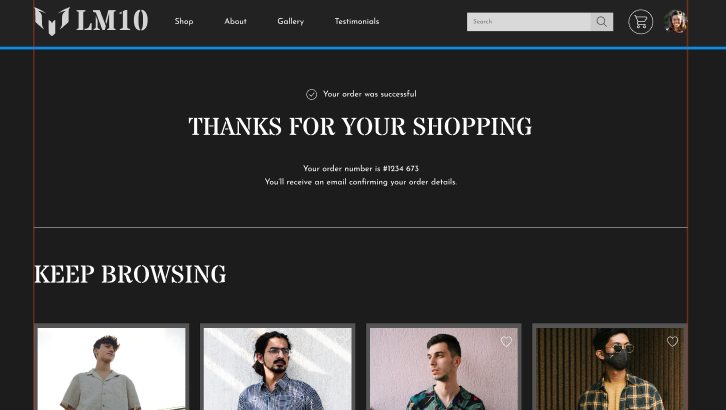 LM10
Shop About Gallery Testimonials Search
Your order was successful
THANKS FOR YOUR SHOPPING
Your order number is #1234 673
You'll receive an email confirming your order details.
KEEP BROWSING